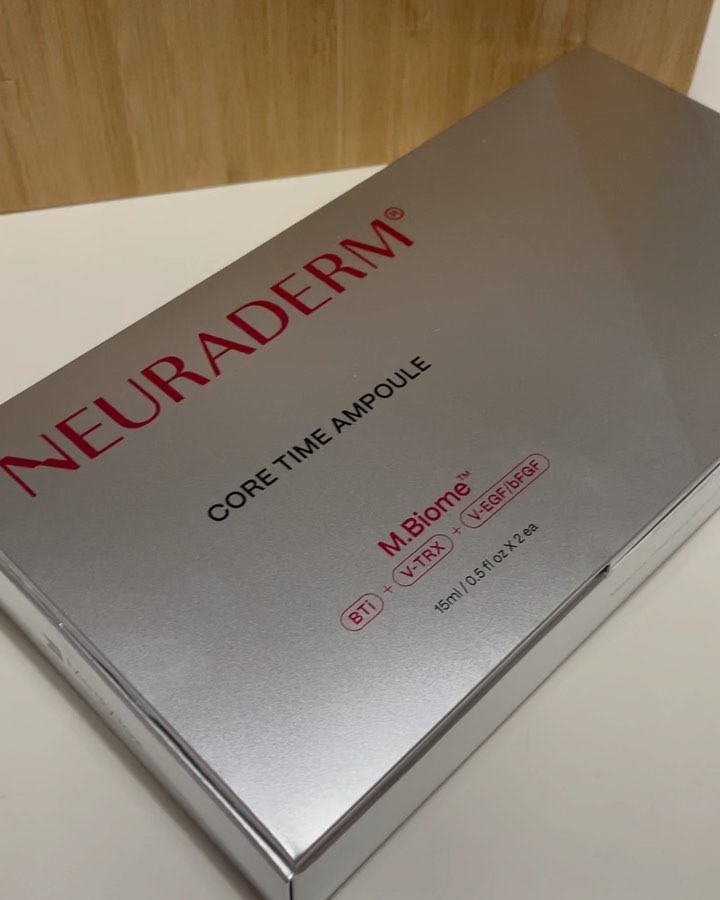 NEURADERM®
CORE TIME AMPOULE
M.Biome™
BTi + V-TRX + V-EGF/bFGF
15ml / 0.5 fl oz X 2 ea